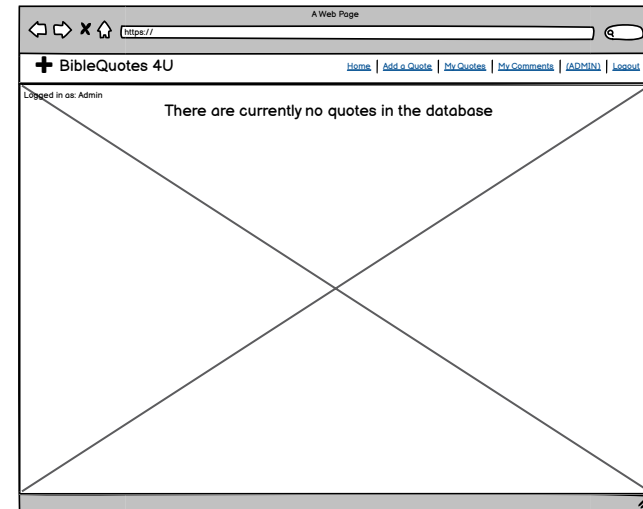 A Web Page
https://
BibleQuotes 4U
Home | Add a Quote | My Quotes | My Comments | (ADMIN) | Logout
Logged in as: Admin
There are currently no quotes in the database